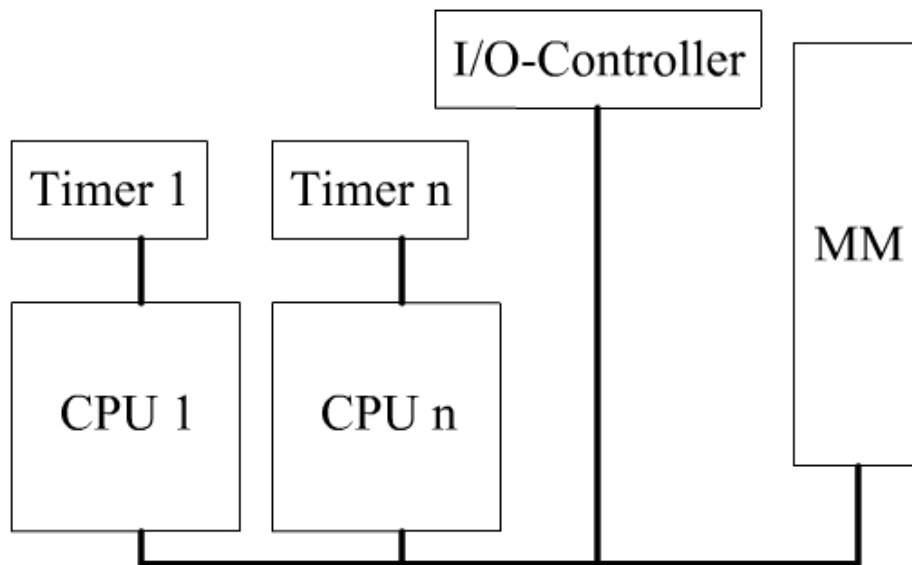 I/O-Controller
Timer 1
Timer n
MM
CPU 1
CPU n